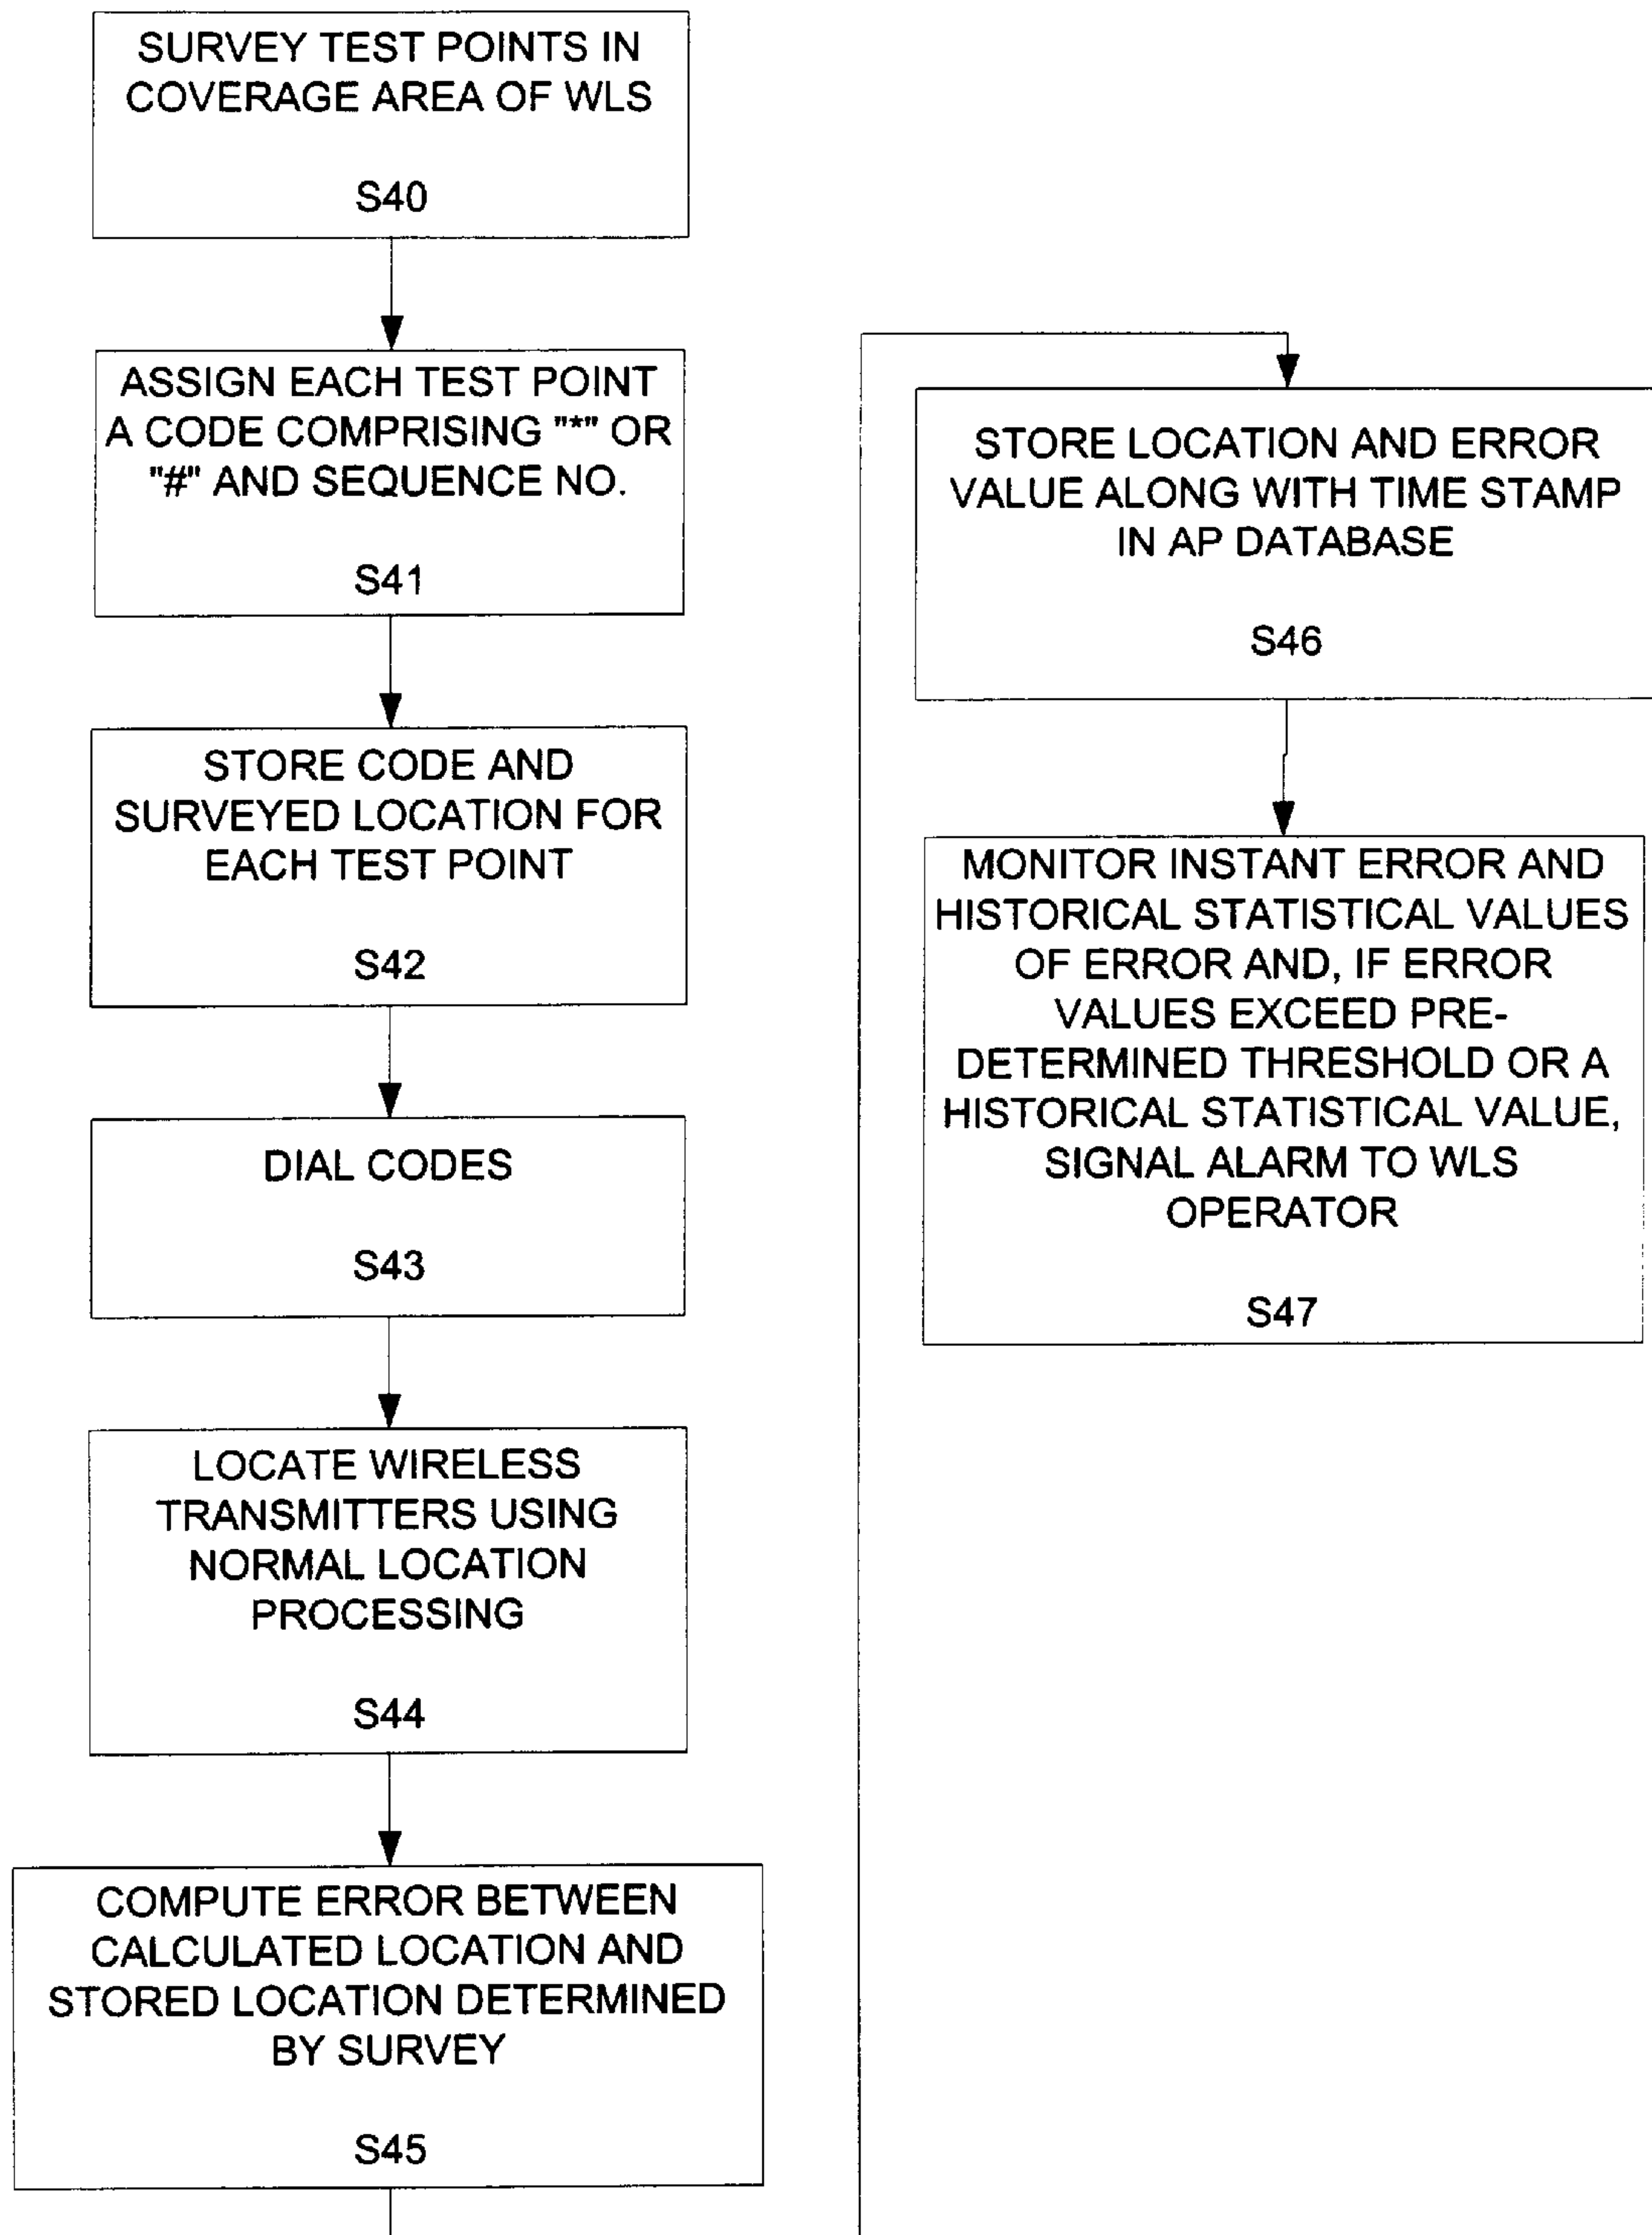 SURVEY TEST POINTS IN
COVERAGE AREA OF WLS
S40
ASSIGN EACH TEST POINT
A CODE COMPRISING "*" OR
"#" AND SEQUENCE NO.
S41
STORE CODE AND
SURVEYED LOCATION FOR
EACH TEST POINT
S42
DIAL CODES
S43
LOCATE WIRELESS
TRANSMITTERS USING
NORMAL LOCATION
PROCESSING
S44
COMPUTE ERROR BETWEEN
CALCULATED LOCATION AND
STORED LOCATION DETERMINED
BY SURVEY
S45
STORE LOCATION AND ERROR
VALUE ALONG WITH TIME STAMP
IN AP DATABASE
S46
MONITOR INSTANT ERROR AND
HISTORICAL STATISTICAL VALUES
OF ERROR AND, IF ERROR
VALUES EXCEED PRE-
DETERMINED THRESHOLD OR A
HISTORICAL STATISTICAL VALUE,
SIGNAL ALARM TO WLS
OPERATOR
S47